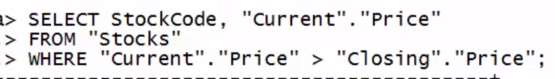 a> SELECT StockCode, "Current"."Price"
.> FROM "Stocks"
.> WHERE "Current"."Price" > "Closing"."Price";
-----------------------------------------+